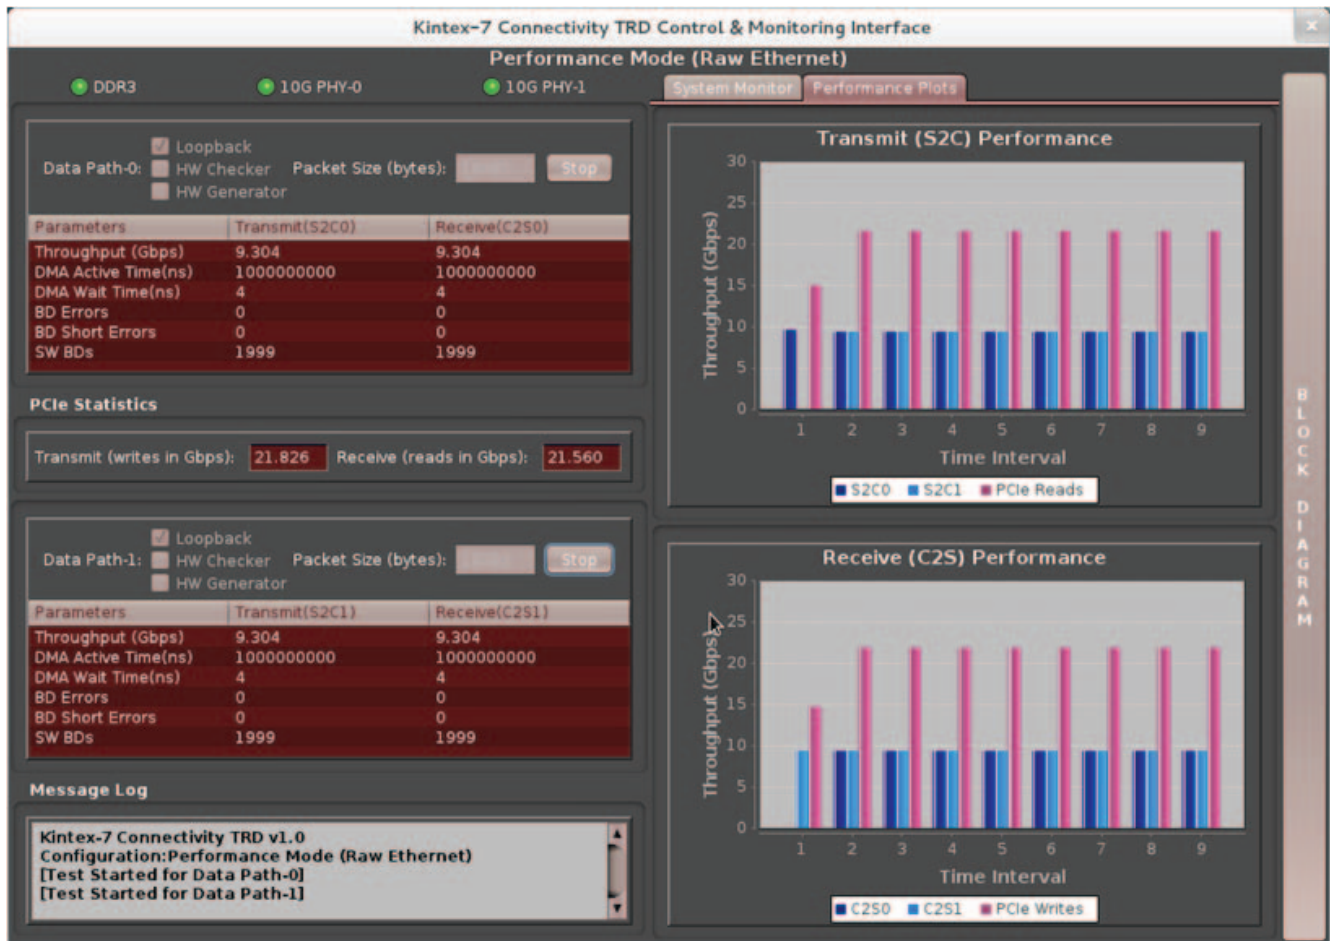 Kintex-7 Connectivity TRD Control & Monitoring Interface
Performance Mode (Raw Ethernet)
DDR3 10G PHY-0 10G PHY-1
System Monitor Performance Plots
Loopback
Data Path-0: HW Checker Packet Size (bytes): Stop
HW Generator
Parameters Transmit(S2C0) Receive(C2S0)
Throughput (Gbps) 9.304 9.304
DMA Active Time(ns) 1000000000 1000000000
DMA Wait Time(ns) 4 4
BD Errors 0 0
BD Short Errors 0 0
SW BDs 1999 1999
PCIe Statistics
Transmit (writes in Gbps): 21.826 Receive (reads in Gbps): 21.560
Loopback
Data Path-1: HW Checker Packet Size (bytes): Stop
HW Generator
Parameters Transmit(S2C1) Receive(C2S1)
Throughput (Gbps) 9.304 9.304
DMA Active Time(ns) 1000000000 1000000000
DMA Wait Time(ns) 4 4
BD Errors 0 0
BD Short Errors 0 0
SW BDs 1999 1999
Message Log
Kintex-7 Connectivity TRD v1.0
Configuration:Performance Mode (Raw Ethernet)
[Test Started for Data Path-0]
[Test Started for Data Path-1]
Transmit (S2C) Performance
Throughput (Gbps)
30
25
20
15
10
5
0
1 2 3 4 5 6 7 8 9
Time Interval
S2C0 S2C1 PCIe Reads
Receive (C2S) Performance
Throughput (Gbps)
30
25
20
15
10
5
0
1 2 3 4 5 6 7 8 9
Time Interval
C2S0 C2S1 PCIe Writes
BLOCK DIAGRAM